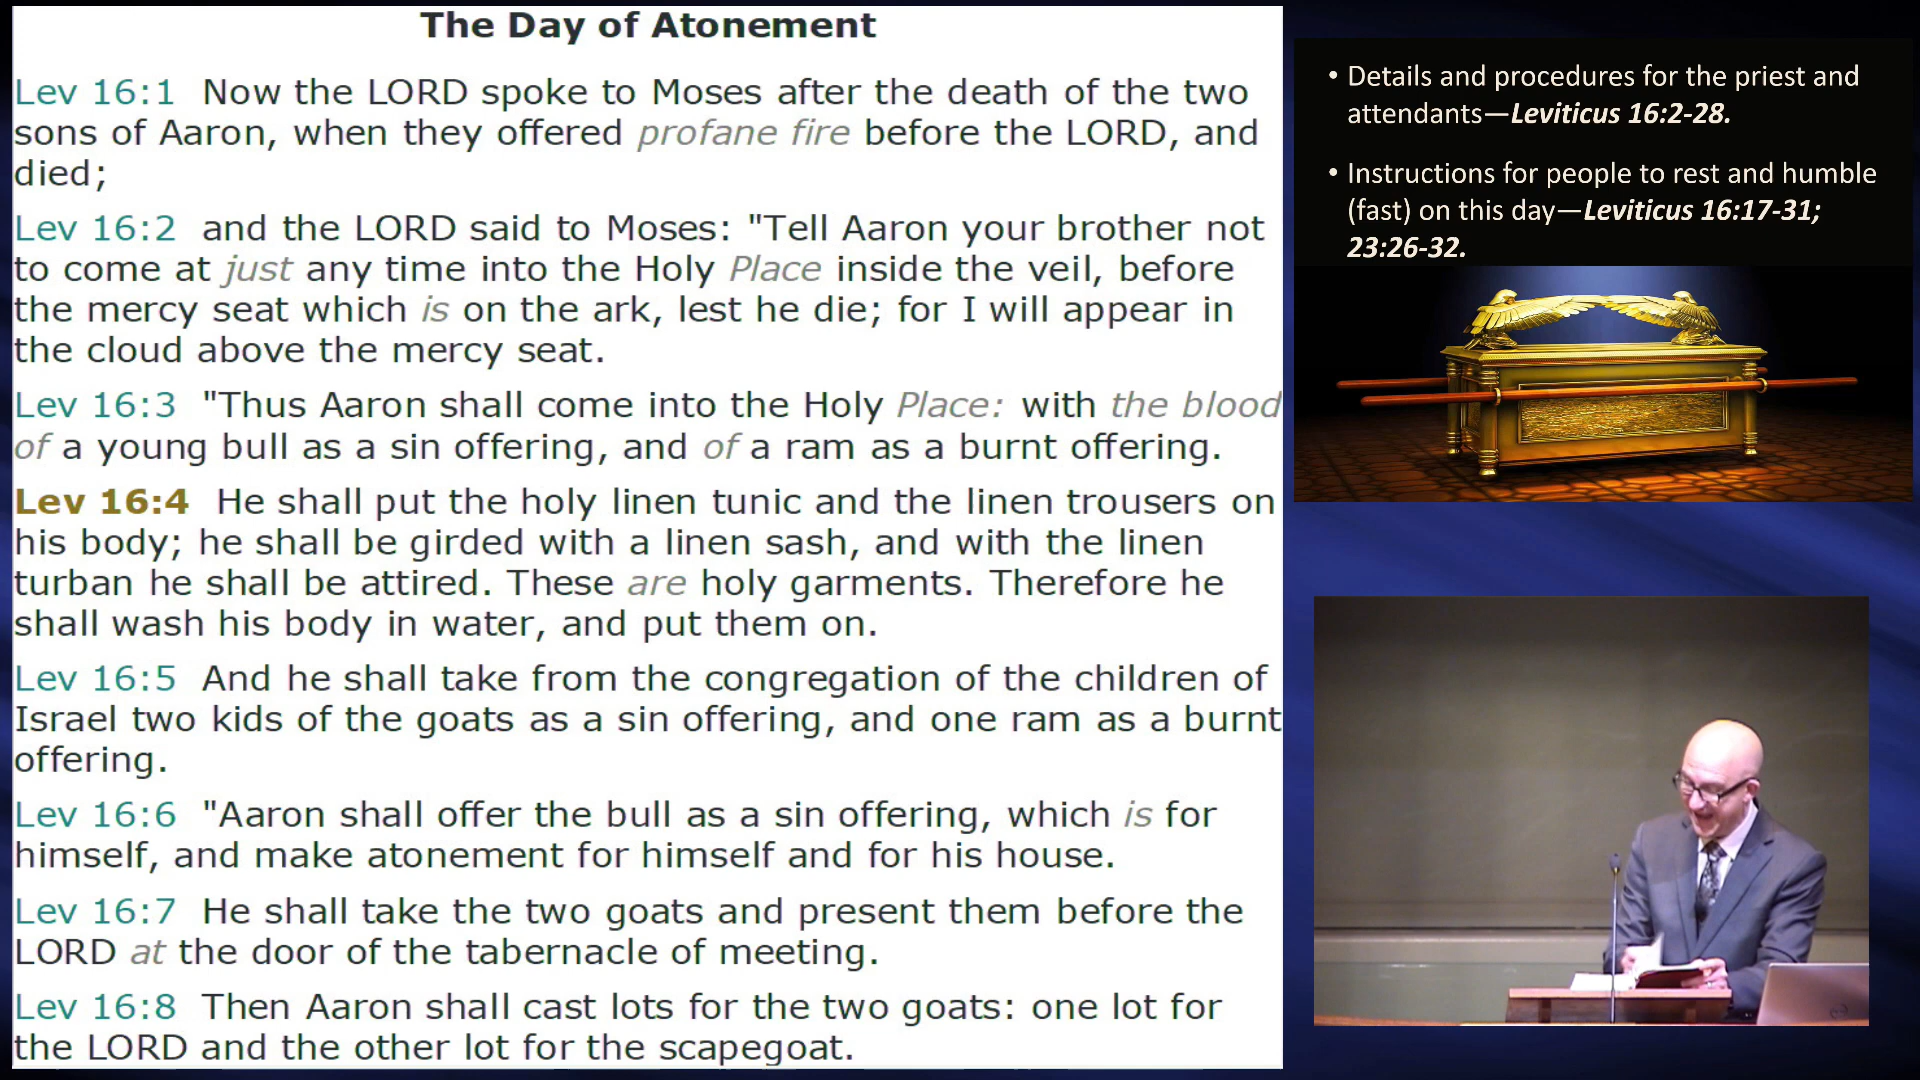 The Day of Atonement
Lev 16:1 Now the LORD spoke to Moses after the death of the two
sons of Aaron, when they offered profane fire before the LORD, and
died;
Lev 16:2 and the LORD said to Moses: "Tell Aaron your brother not
to come at just any time into the Holy Place inside the veil, before
the mercy seat which is on the ark, lest he die; for I will appear in
the cloud above the mercy seat.
Lev 16:3 "Thus Aaron shall come into the Holy Place: with the blood
of a young bull as a sin offering, and of a ram as a burnt offering.
Lev 16:4 He shall put the holy linen tunic and the linen trousers on
his body; he shall be girded with a linen sash, and with the linen
turban he shall be attired. These are holy garments. Therefore he
shall wash his body in water, and put them on.
Lev 16:5 And he shall take from the congregation of the children of
Israel two kids of the goats as a sin offering, and one ram as a burnt
offering.
Lev 16:6 "Aaron shall offer the bull as a sin offering, which is for
himself, and make atonement for himself and for his house.
Lev 16:7 He shall take the two goats and present them before the
LORD at the door of the tabernacle of meeting.
Lev 16:8 Then Aaron shall cast lots for the two goats: one lot for
the LORD and the other lot for the scapegoat.
• Details and procedures for the priest and
attendants—Leviticus 16:2-28.
• Instructions for people to rest and humble
(fast) on this day—Leviticus 16:17-31;
23:26-32.